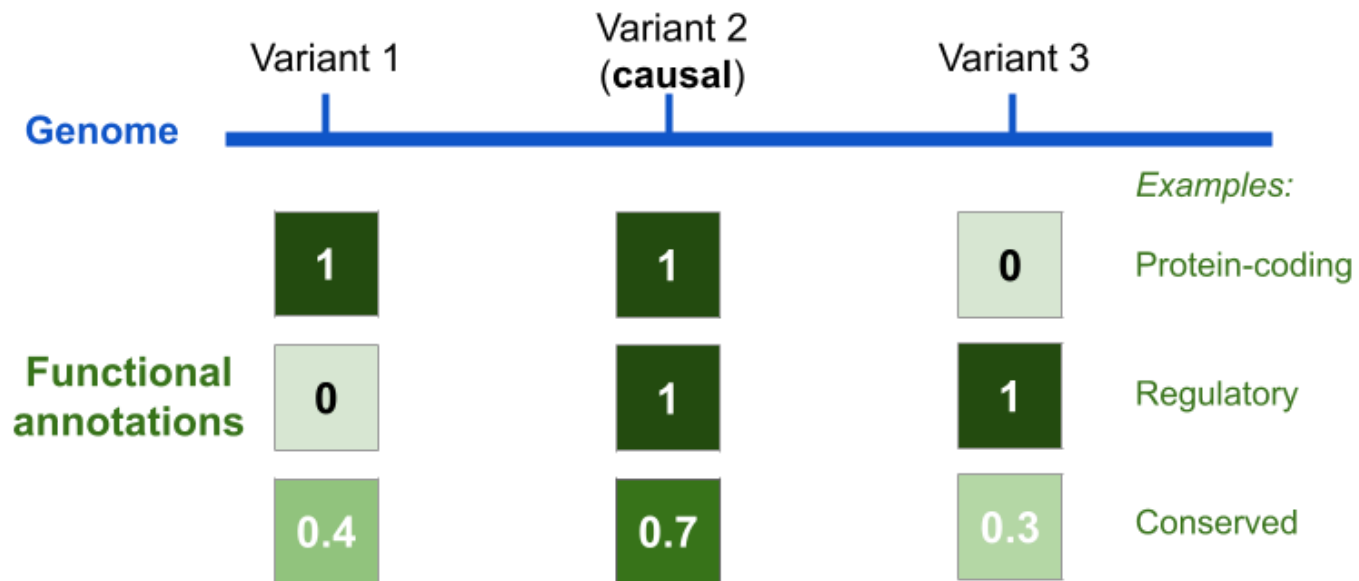 Variant 1
Variant 2
(causal)
Variant 3
Genome
Examples:
1
1
0
Protein-coding
Functional
annotations
0
1
1
Regulatory
0.4
0.7
0.3
Conserved